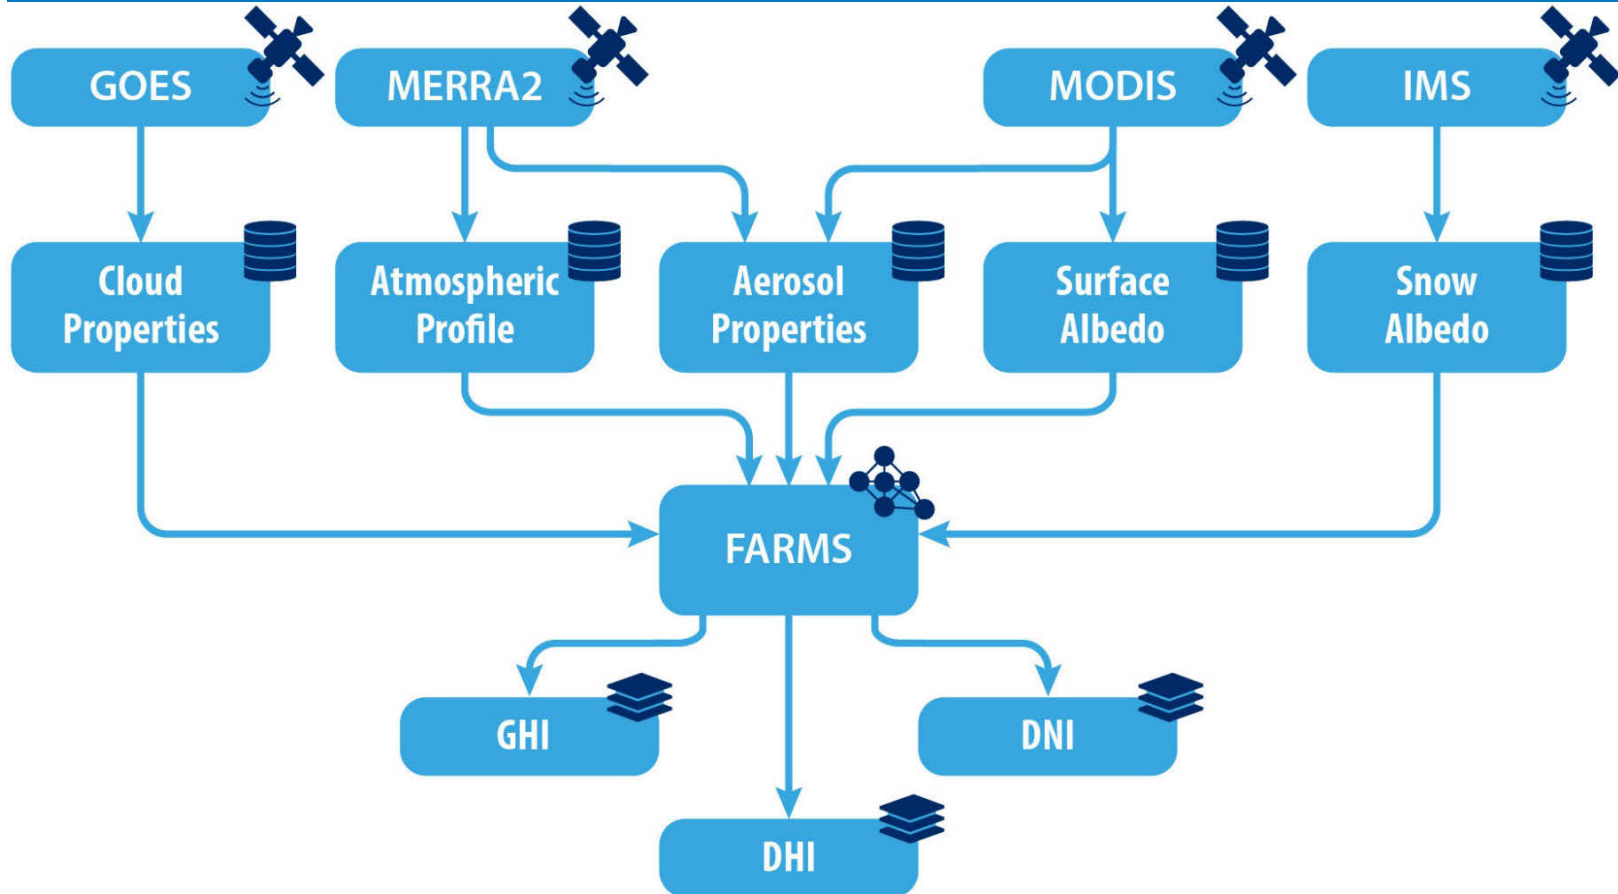 GOES
MERRA2
MODIS
IMS
Cloud
Properties
Atmospheric
Profile
Aerosol
Properties
Surface
Albedo
Snow
Albedo
FARMS
GHI
DNI
DHI